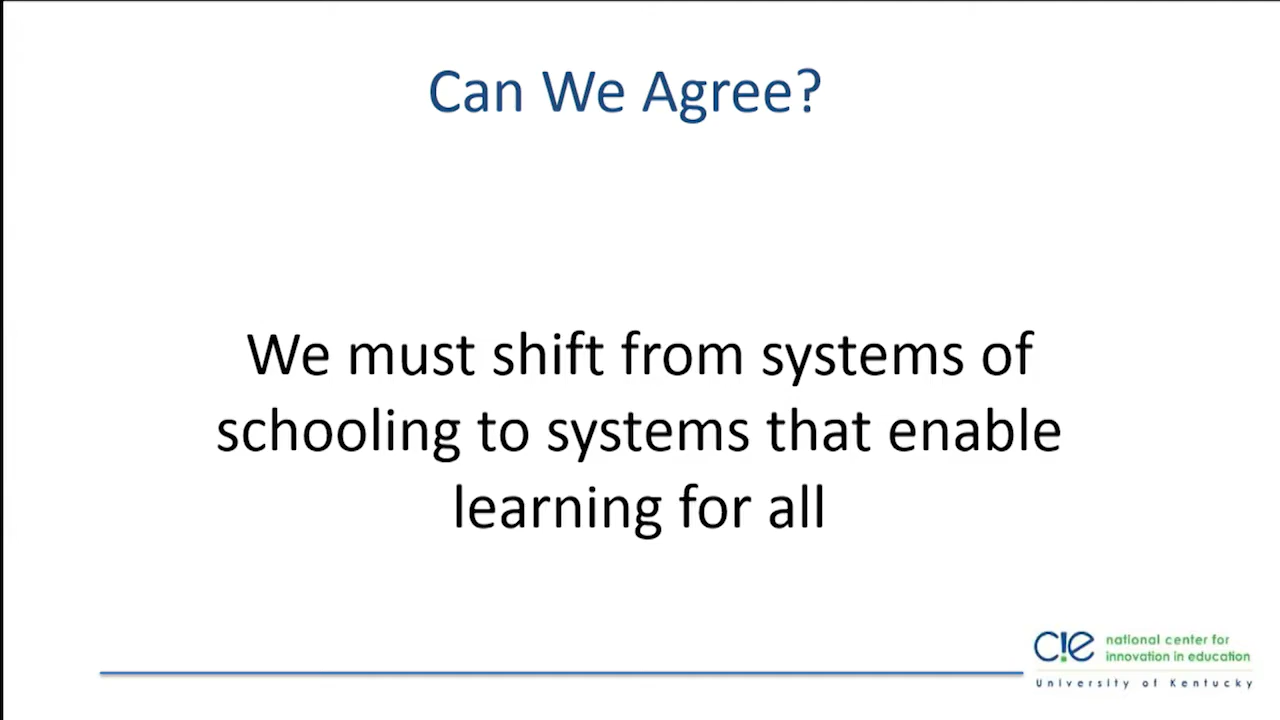 Can We Agree?
We must shift from systems of
schooling to systems that enable
learning for all
c!e
national center for
innovation in education
University of Kentucky